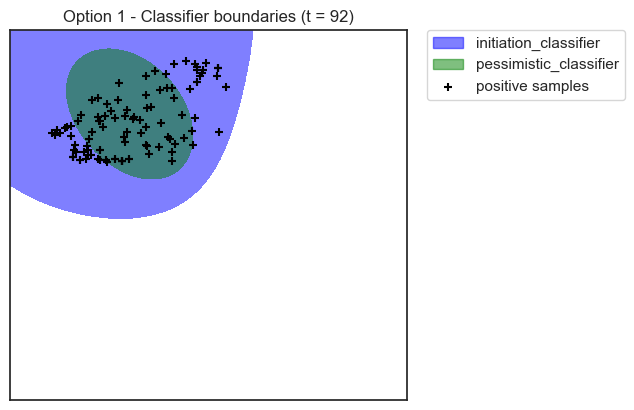 Option 1 - Classifier boundaries (t = 92)
initiation_classifier
pessimistic_classifier
positive samples